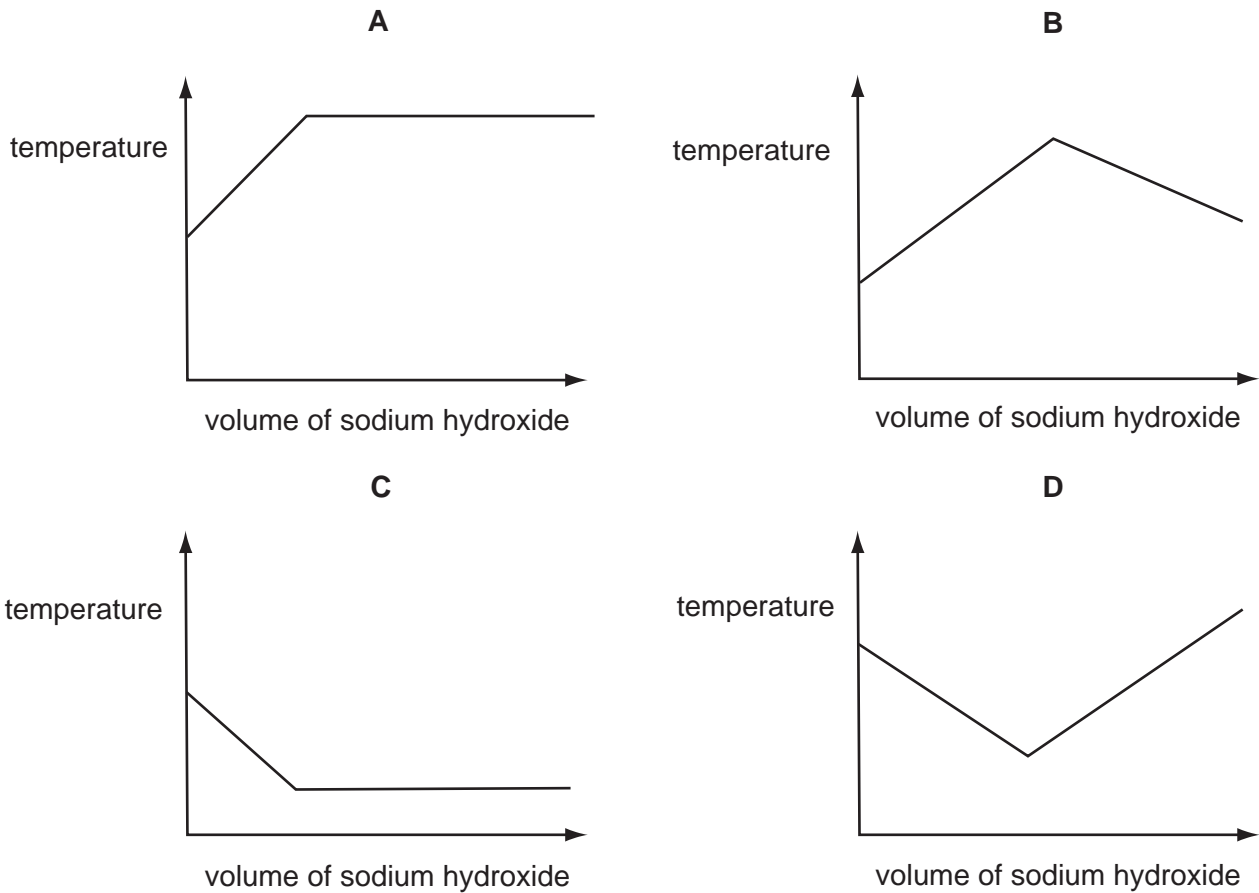 A
temperature
volume of sodium hydroxide
B
temperature
volume of sodium hydroxide
C
temperature
volume of sodium hydroxide
D
temperature
volume of sodium hydroxide